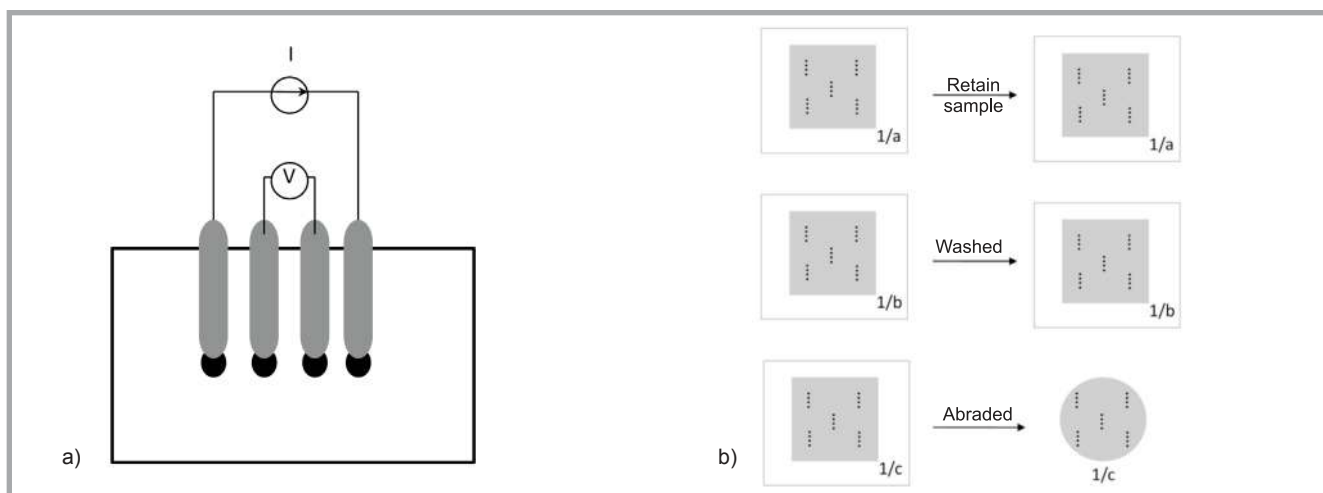 I
V
a)
1/a
Retain
sample
1/a
1/b
Washed
1/b
b)
1/c
Abraded
1/c